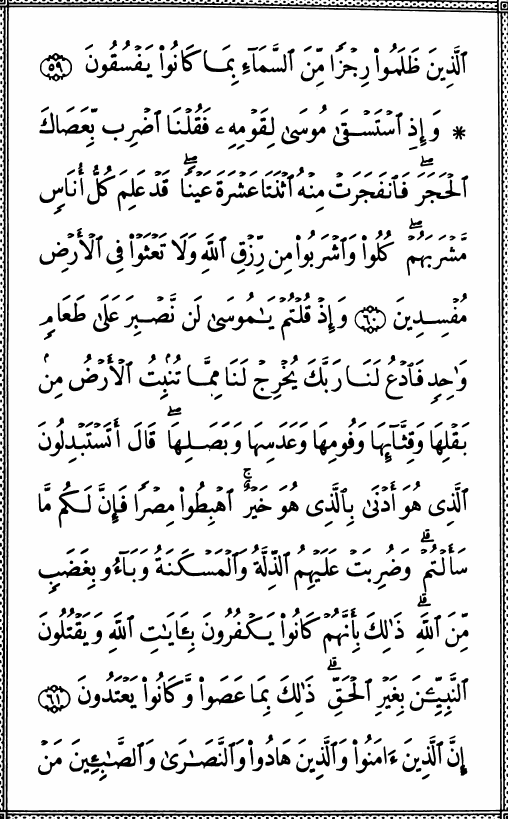 ٱلَّذِينَ ظَلَمُوا۟ رِجْزًا مِّنَ ٱلسَّمَآءِ بِمَا كَانُوا۟ يَفْسُقُونَ ۝٥٩
* وَإِذِ ٱسْتَسْقَىٰ مُوسَىٰ لِقَوْمِهِۦ فَقُلْنَا ٱضْرِب بِّعَصَاكَ
ٱلْحَجَرَۖ فَٱنفَجَرَتْ مِنْهُ ٱثْنَتَا عَشْرَةَ عَيْنًاۖ قَدْ عَلِمَ كُلُّ أُنَاسٍ
مَّشْرَبَهُمْۖ كُلُوا۟ وَٱشْرَبُوا۟ مِن رِّزْقِ ٱللَّهِ وَلَا تَعْثَوْا۟ فِى ٱلْأَرْضِ
مُفْسِدِينَ ۝٦٠ وَإِذْ قُلْتُمْ يَـٰمُوسَىٰ لَن نَّصْبِرَ عَلَىٰ طَعَامٍ
وَٰحِدٍ فَٱدْعُ لَنَا رَبَّكَ يُخْرِجْ لَنَا مِمَّا تُنۢبِتُ ٱلْأَرْضُ مِنۢ
بَقْلِهَا وَقِثَّآئِهَا وَفُومِهَا وَعَدَسِهَا وَبَصَلِهَاۖ قَالَ أَتَسْتَبْدِلُونَ
ٱلَّذِى هُوَ أَدْنَىٰ بِٱلَّذِى هُوَ خَيْرٌۚ ٱهْبِطُوا۟ مِصْرًا فَإِنَّ لَكُم مَّا
سَأَلْتُمْۗ وَضُرِبَتْ عَلَيْهِمُ ٱلذِّلَّةُ وَٱلْمَسْكَنَةُ وَبَآءُو بِغَضَبٍ
مِّنَ ٱللَّهِۗ ذَٰلِكَ بِأَنَّهُمْ كَانُوا۟ يَكْفُرُونَ بِـَٔايَـٰتِ ٱللَّهِ وَيَقْتُلُونَ
ٱلنَّبِيِّـۧنَ بِغَيْرِ ٱلْحَقِّۗ ذَٰلِكَ بِمَا عَصَوا۟ وَّكَانُوا۟ يَعْتَدُونَ ۝٦١
إِنَّ ٱلَّذِينَ ءَامَنُوا۟ وَٱلَّذِينَ هَادُوا۟ وَٱلنَّصَـٰرَىٰ وَٱلصَّـٰبِـِٔينَ مَنْ